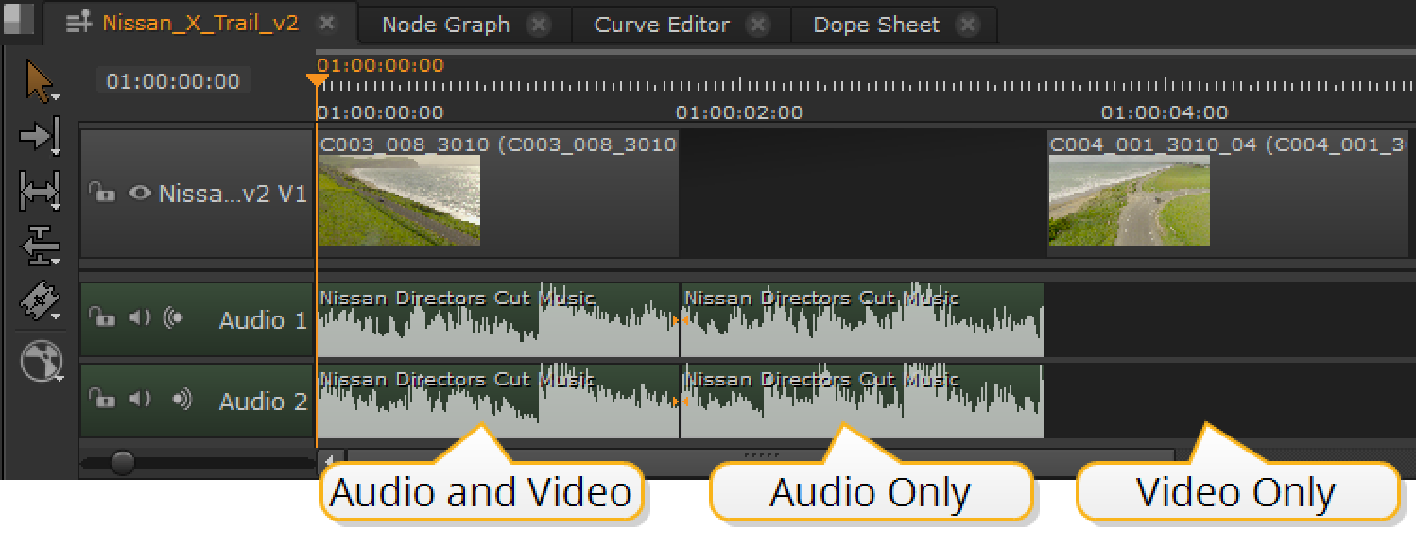 Nissan_X_Trail_v2 Node Graph Curve Editor Dope Sheet
01:00:00:00
01:00:00:00
01:00:00:00 01:00:02:00 01:00:04:00
C003_008_3010 (C003_008_3010 C004_001_3010_04 (C004_001_3
Nissa...v2 V1
Nissan Directors Cut Music Nissan Directors Cut Music
Audio 1
Nissan Directors Cut Music Nissan Directors Cut Music
Audio 2
Audio and Video Audio Only Video Only